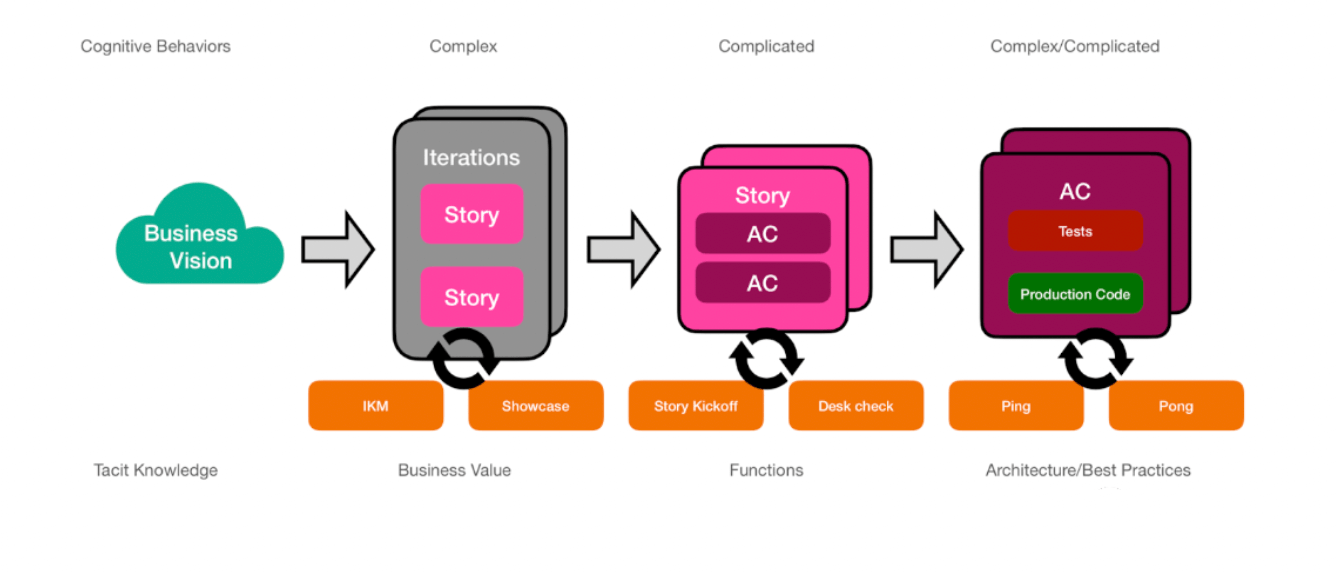 Cognitive Behaviors
Complex
Complicated
Complex/Complicated
Business
Vision
Iterations
Story
Story
Story
AC
AC
AC
Tests
Production Code
IKM
Showcase
Story Kickoff
Desk check
Ping
Pong
Tacit Knowledge
Business Value
Functions
Architecture/Best Practices